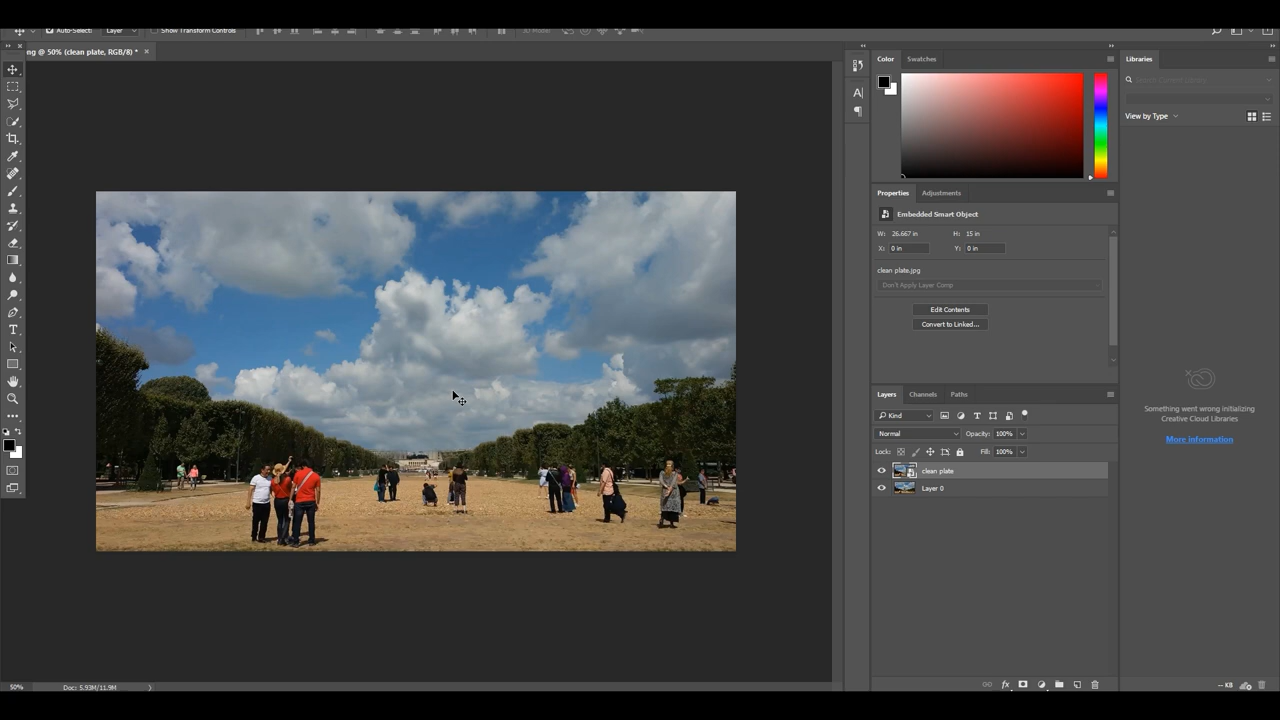 Auto-Select: Layer Show Transform Controls 3D Mode:
ng @ 50% (clean plate, RGB/8) *
Color Swatches
Libraries
View by Type
Properties Adjustments
Embedded Smart Object
W: 26.667 in H: 15 in
X: 0 in Y: 0 in
clean plate.jpg
Don't Apply Layer Comp
Edit Contents
Convert to Linked...
Something went wrong initializing
Creative Cloud Libraries
More information
Layers Channels Paths
Kind
Normal Opacity: 100%
Lock: Fill: 100%
clean plate
Layer 0
50% Doc: 5.93M/11.9M
-- KB